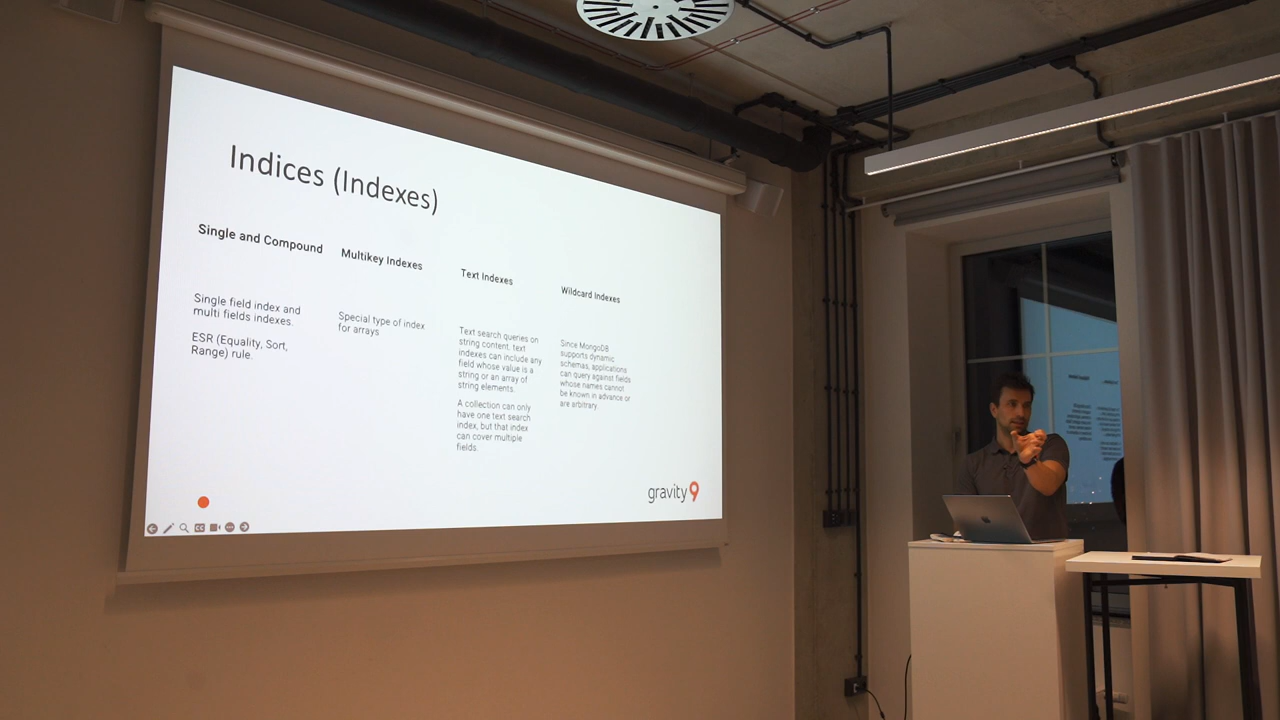 Indices (Indexes)
Single and Compound
Single field index and
multi fields indexes.
ESR (Equality, Sort,
Range) rule.
Multikey Indexes
Special type of index
for arrays
Text Indexes
Text search queries on
string content. text
indexes can include any
field whose value is a
string or an array of
string elements.
A collection can only
have one text search
index, but that index
can cover multiple
fields.
Wildcard Indexes
Since MongoDB
supports dynamic
schemas, applications
can query against fields
whose names cannot
be known in advance or
are arbitrary
gravity9